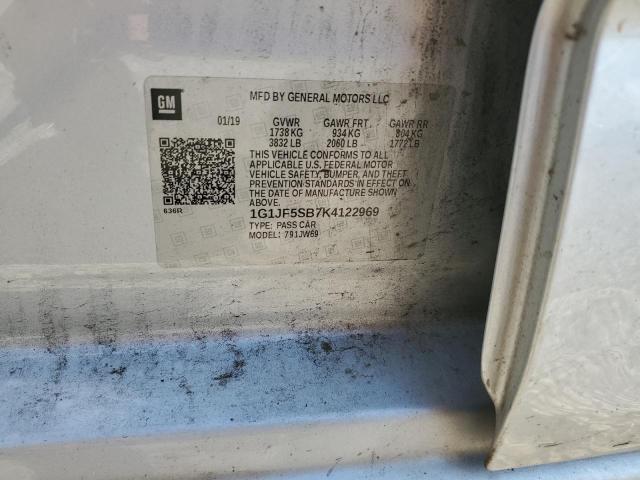 GM
MFD BY GENERAL MOTORS LLC
01/19 GVWR GAWR FRT GAWR RR
1738 KG 934 KG 804 KG
3832 LB 2060 LB 1772 LB
THIS VEHICLE CONFORMS TO ALL
APPLICABLE U.S. FEDERAL MOTOR
VEHICLE SAFETY, BUMPER, AND THEFT
PREVENTION STANDARDS IN EFFECT ON
THE DATE OF MANUFACTURE SHOWN
ABOVE.
636R
1G1JF5SB7K4122969
TYPE: PASS CAR
MODEL: 791JW69